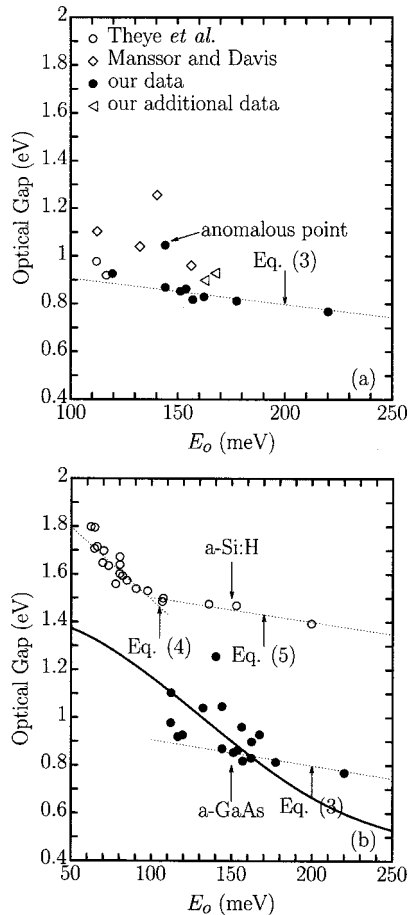 2
Theye et al.
Manssor and Davis
1.8
our data
our additional data
1.6
1.4
1.2
anomalous point
1
Eq. (3)
0.8
0.6
0.4
(a)
100 150 200 250
Optical Gap (eV)
E_o (meV)
2
1.8
a-Si:H
1.6
1.4
Eq. (4)
Eq. (5)
1.2
1
0.8
0.6
a-GaAs
Eq. (3)
0.4
(b)
50 100 150 200 250
Optical Gap (eV)
E_o (meV)